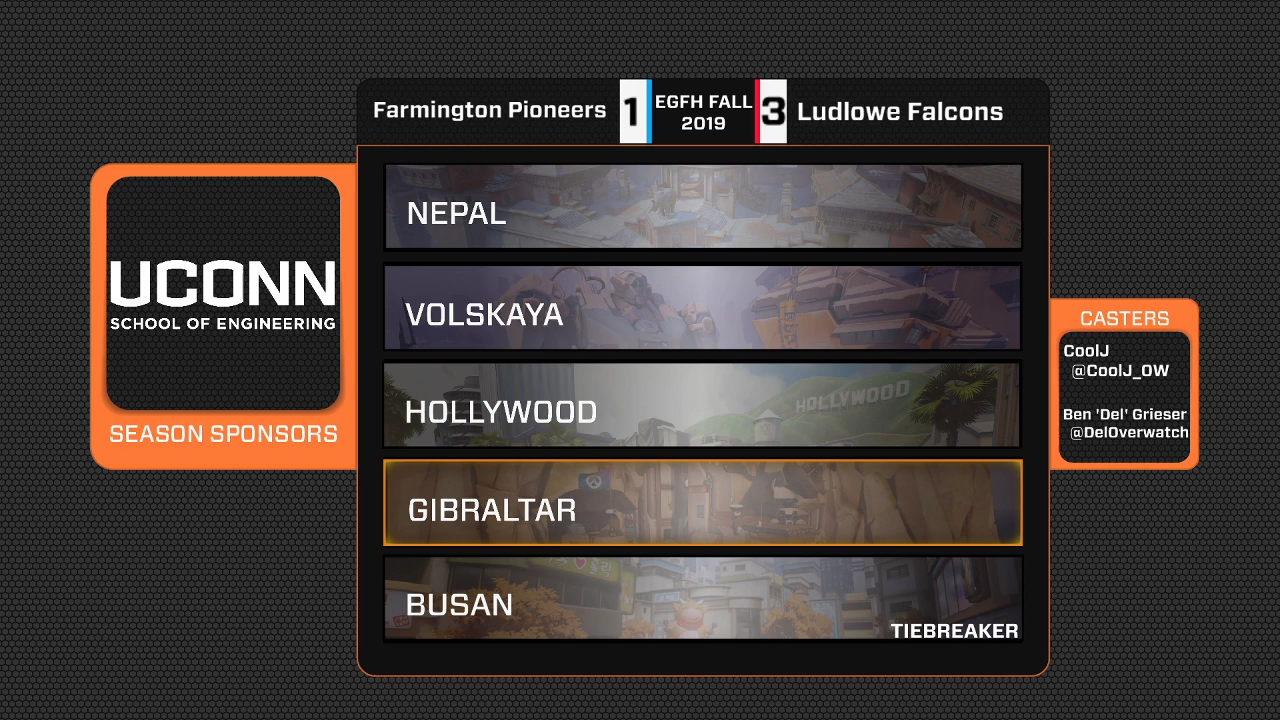 Farmington Pioneers
1
EGFH FALL
2019
3
Ludlowe Falcons
UCONN
SCHOOL OF ENGINEERING
SEASON SPONSORS
NEPAL
VOLSKAYA
HOLLYWOOD
HOLLYWOOD
GIBRALTAR
BUSAN
TIEBREAKER
CASTERS
CoolJ
@CoolJ_OW
Ben 'Del' Grieser
@DelOverwatch